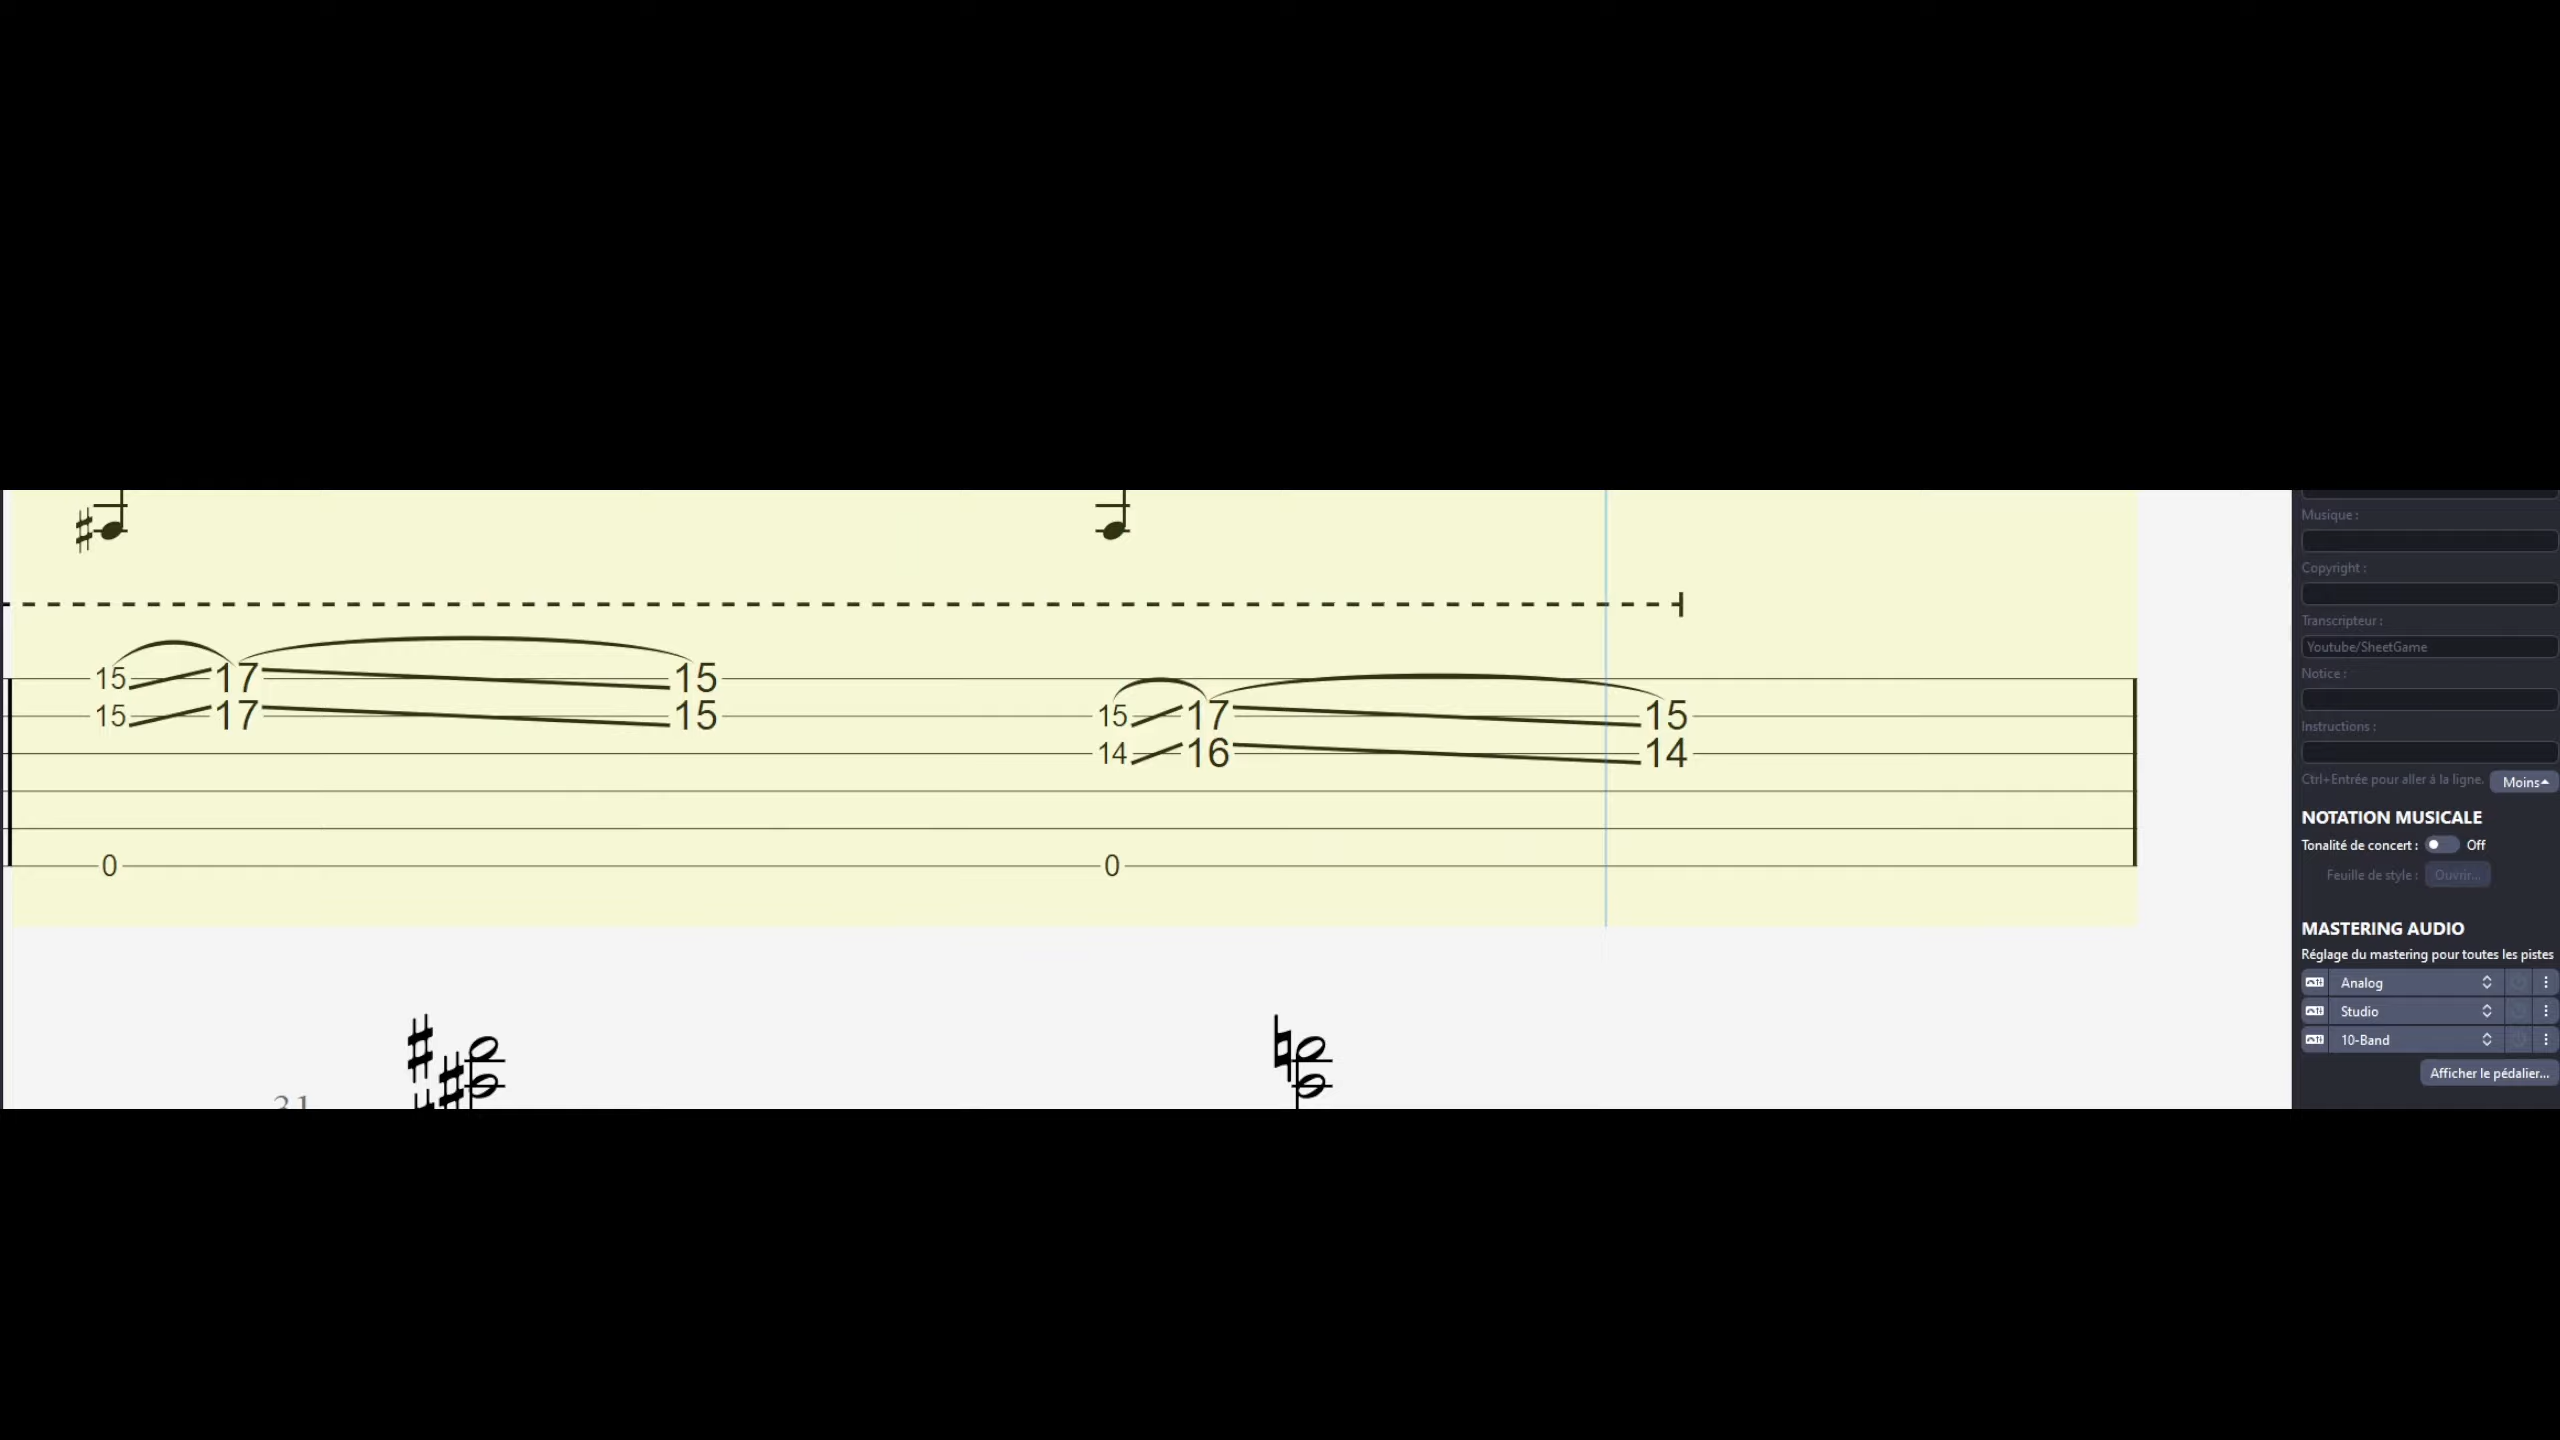 Musique :
Copyright :
Transcripteur :
Youtube/SheetGame
Notice :
Instructions :
Ctrl+Entrée pour aller à la ligne.
Moins
NOTATION MUSICALE
Tonalité de concert : Off
Feuille de style : Ouvrir...
MASTERING AUDIO
Réglage du mastering pour toutes les pistes
Analog
Studio
10-Band
Afficher le pédalier...
15 17 15
15 17 15 15 17 15
14 16 14
0 0
31